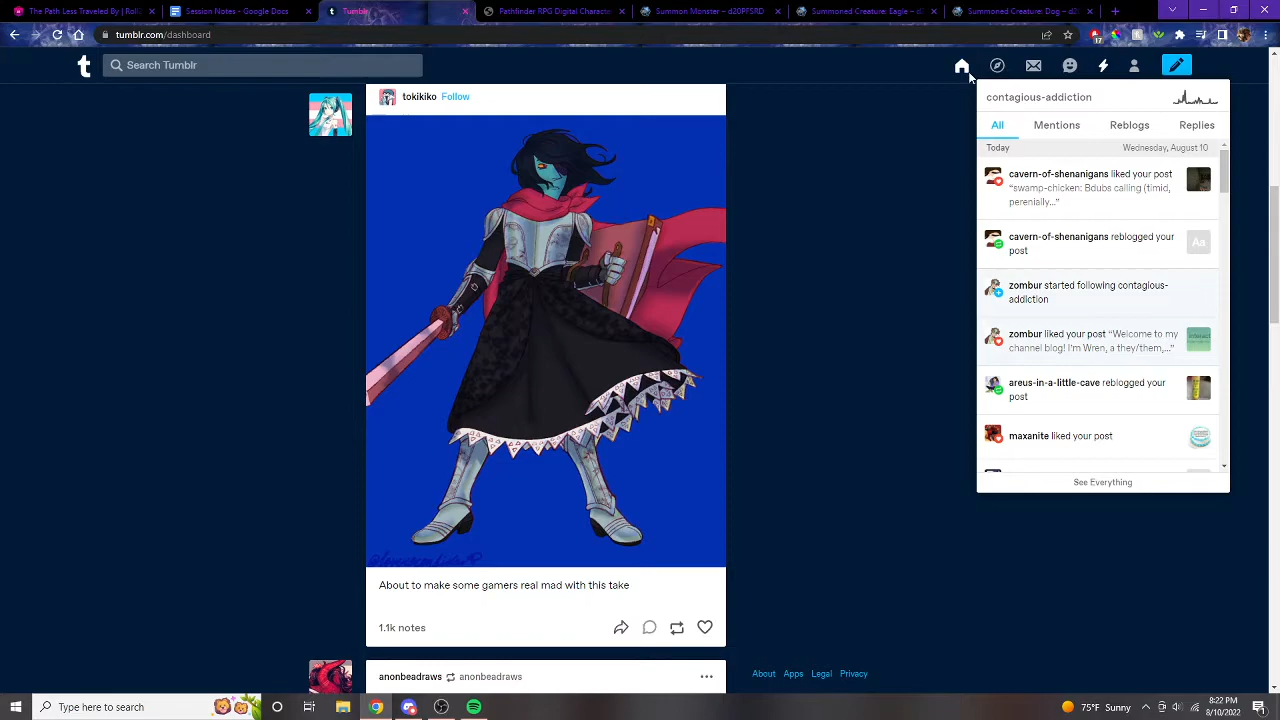 The Path Less Traveled By | Roll
Session Notes - Google Docs
Tumblr
Pathfinder RPG Digital Characte
Summon Monster – d20PFSRD
Summoned Creature: Eagle – d
Summoned Creature: Dog – d2
tumblr.com/dashboard
17
t
Search Tumblr
tokikiko Follow
contagious-addiction
All Mentions Reblogs Replies
Today Wednesday, August 10
cavern-of-shenanigans liked your post
"swamp-chicken: Bdubs calling (timid,
perenially…"
cavern-of-shenanigans reblogged your
post
Aa
zombur started following contagious-
addiction
zombur liked your post "Welcome to my
channel blog! I'm Wren, a they/them,…"
areus-in-a-little-cave reblogged your
post
maxanite liked your post
See Everything
About to make some gamers real mad with this take
1.1k notes
anonbeadraws anonbeadraws
About Apps Legal Privacy
Type here to search
75°F Sunny
8:22 PM
8/10/2022